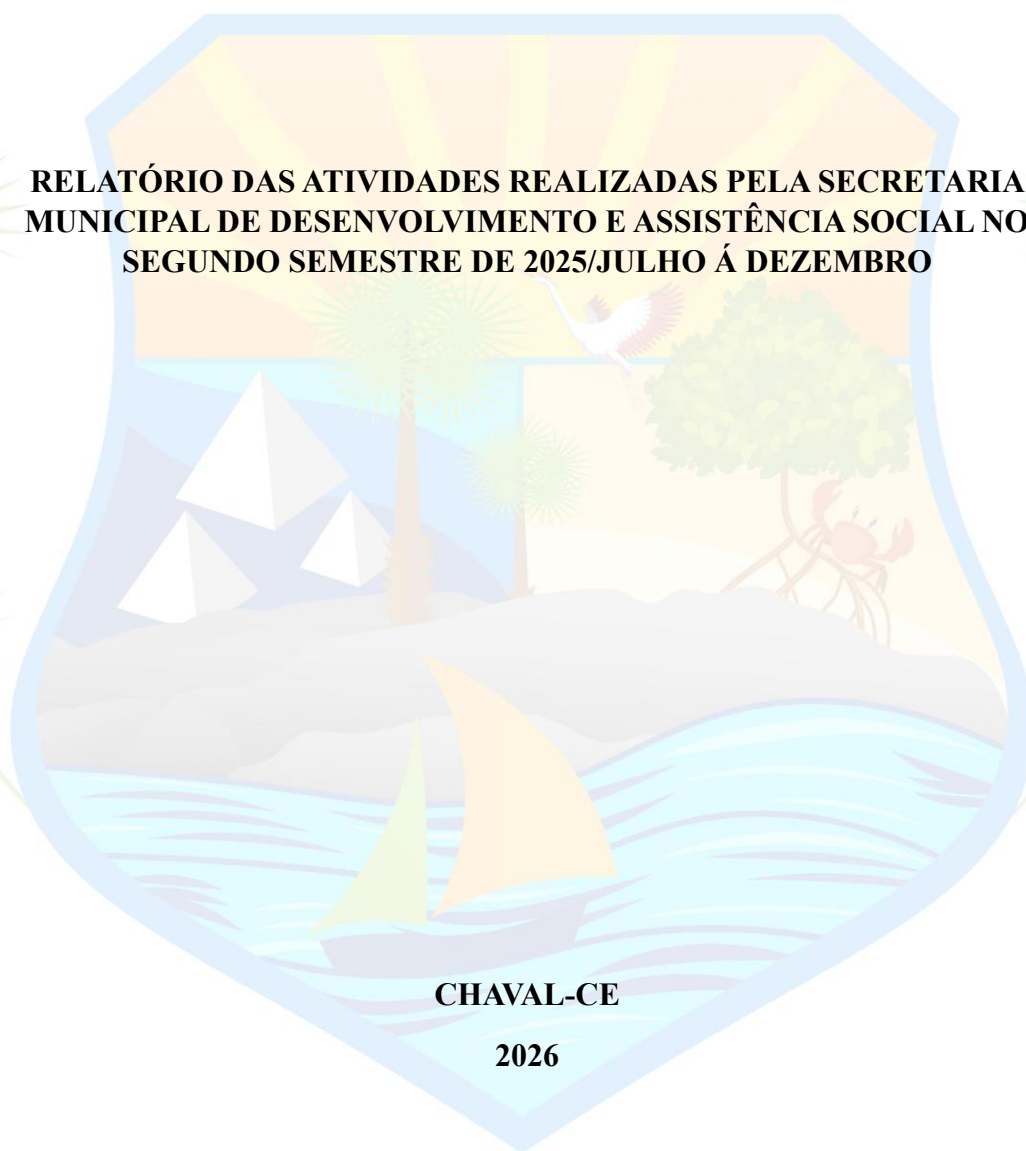 RELATÓRIO DAS ATIVIDADES REALIZADAS PELA SECRETARIA
MUNICIPAL DE DESENVOLVIMENTO E ASSISTÊNCIA SOCIAL NO
SEGUNDO SEMESTRE DE 2025/JULHO Á DEZEMBRO
CHAVAL-CE
2026